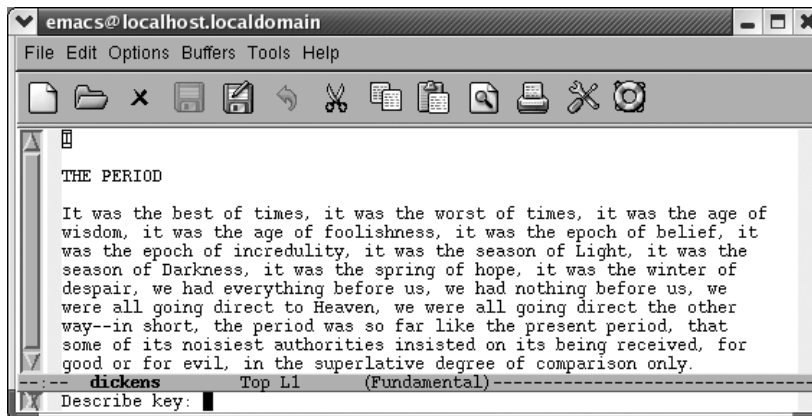 emacs@localhost.localdomain
File Edit Options Buffers Tools Help
I
THE PERIOD
It was the best of times, it was the worst of times, it was the age of
wisdom, it was the age of foolishness, it was the epoch of belief, it
was the epoch of incredulity, it was the season of Light, it was the
season of Darkness, it was the spring of hope, it was the winter of
despair, we had everything before us, we had nothing before us, we
were all going direct to Heaven, we were all going direct the other
way--in short, the period was so far like the present period, that
some of its noisiest authorities insisted on its being received, for
good or for evil, in the superlative degree of comparison only.
--:-- dickens Top L1 (Fundamental)----------------------------------
Describe key: